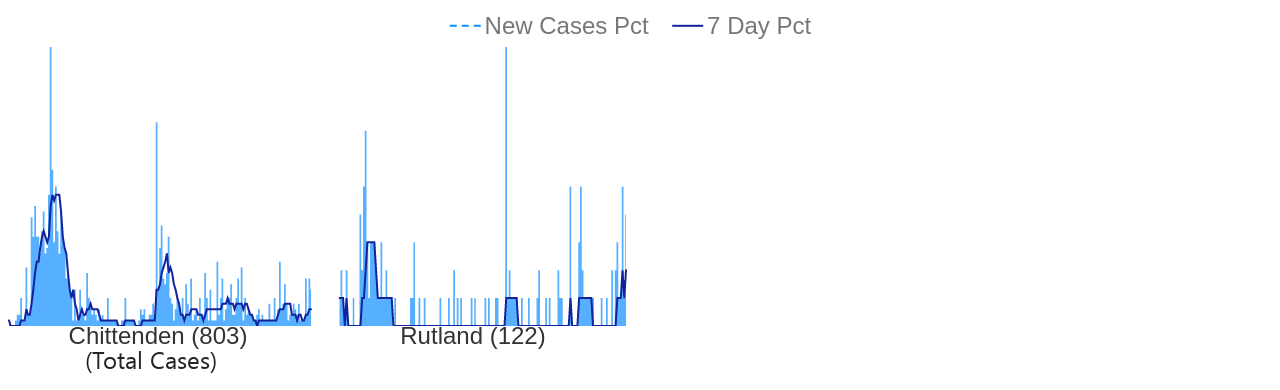 New Cases Pct 7 Day Pct
Chittenden (803) Rutland (122)
(Total Cases)